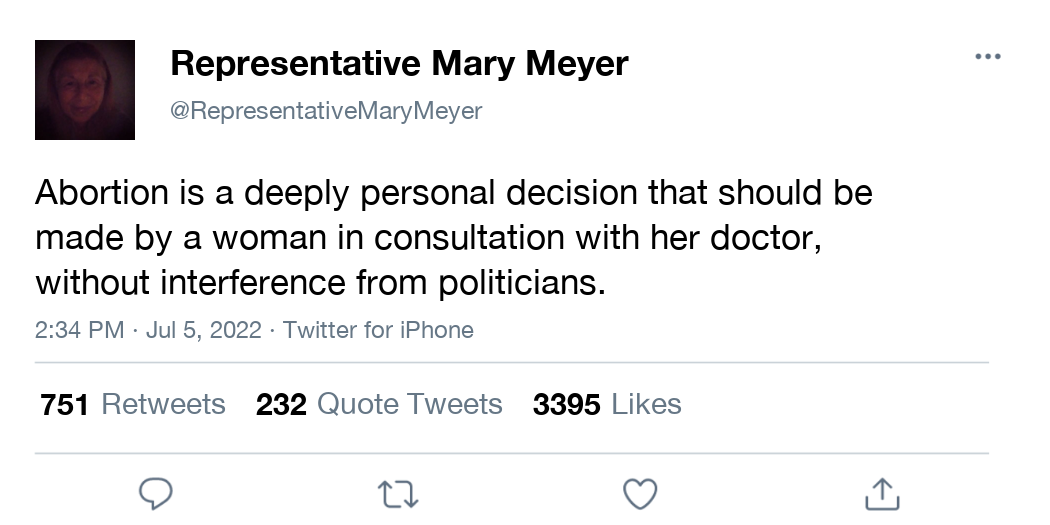 Representative Mary Meyer
@RepresentativeMaryMeyer
Abortion is a deeply personal decision that should be
made by a woman in consultation with her doctor,
without interference from politicians.
2:34 PM · Jul 5, 2022 · Twitter for iPhone
751 Retweets 232 Quote Tweets 3395 Likes